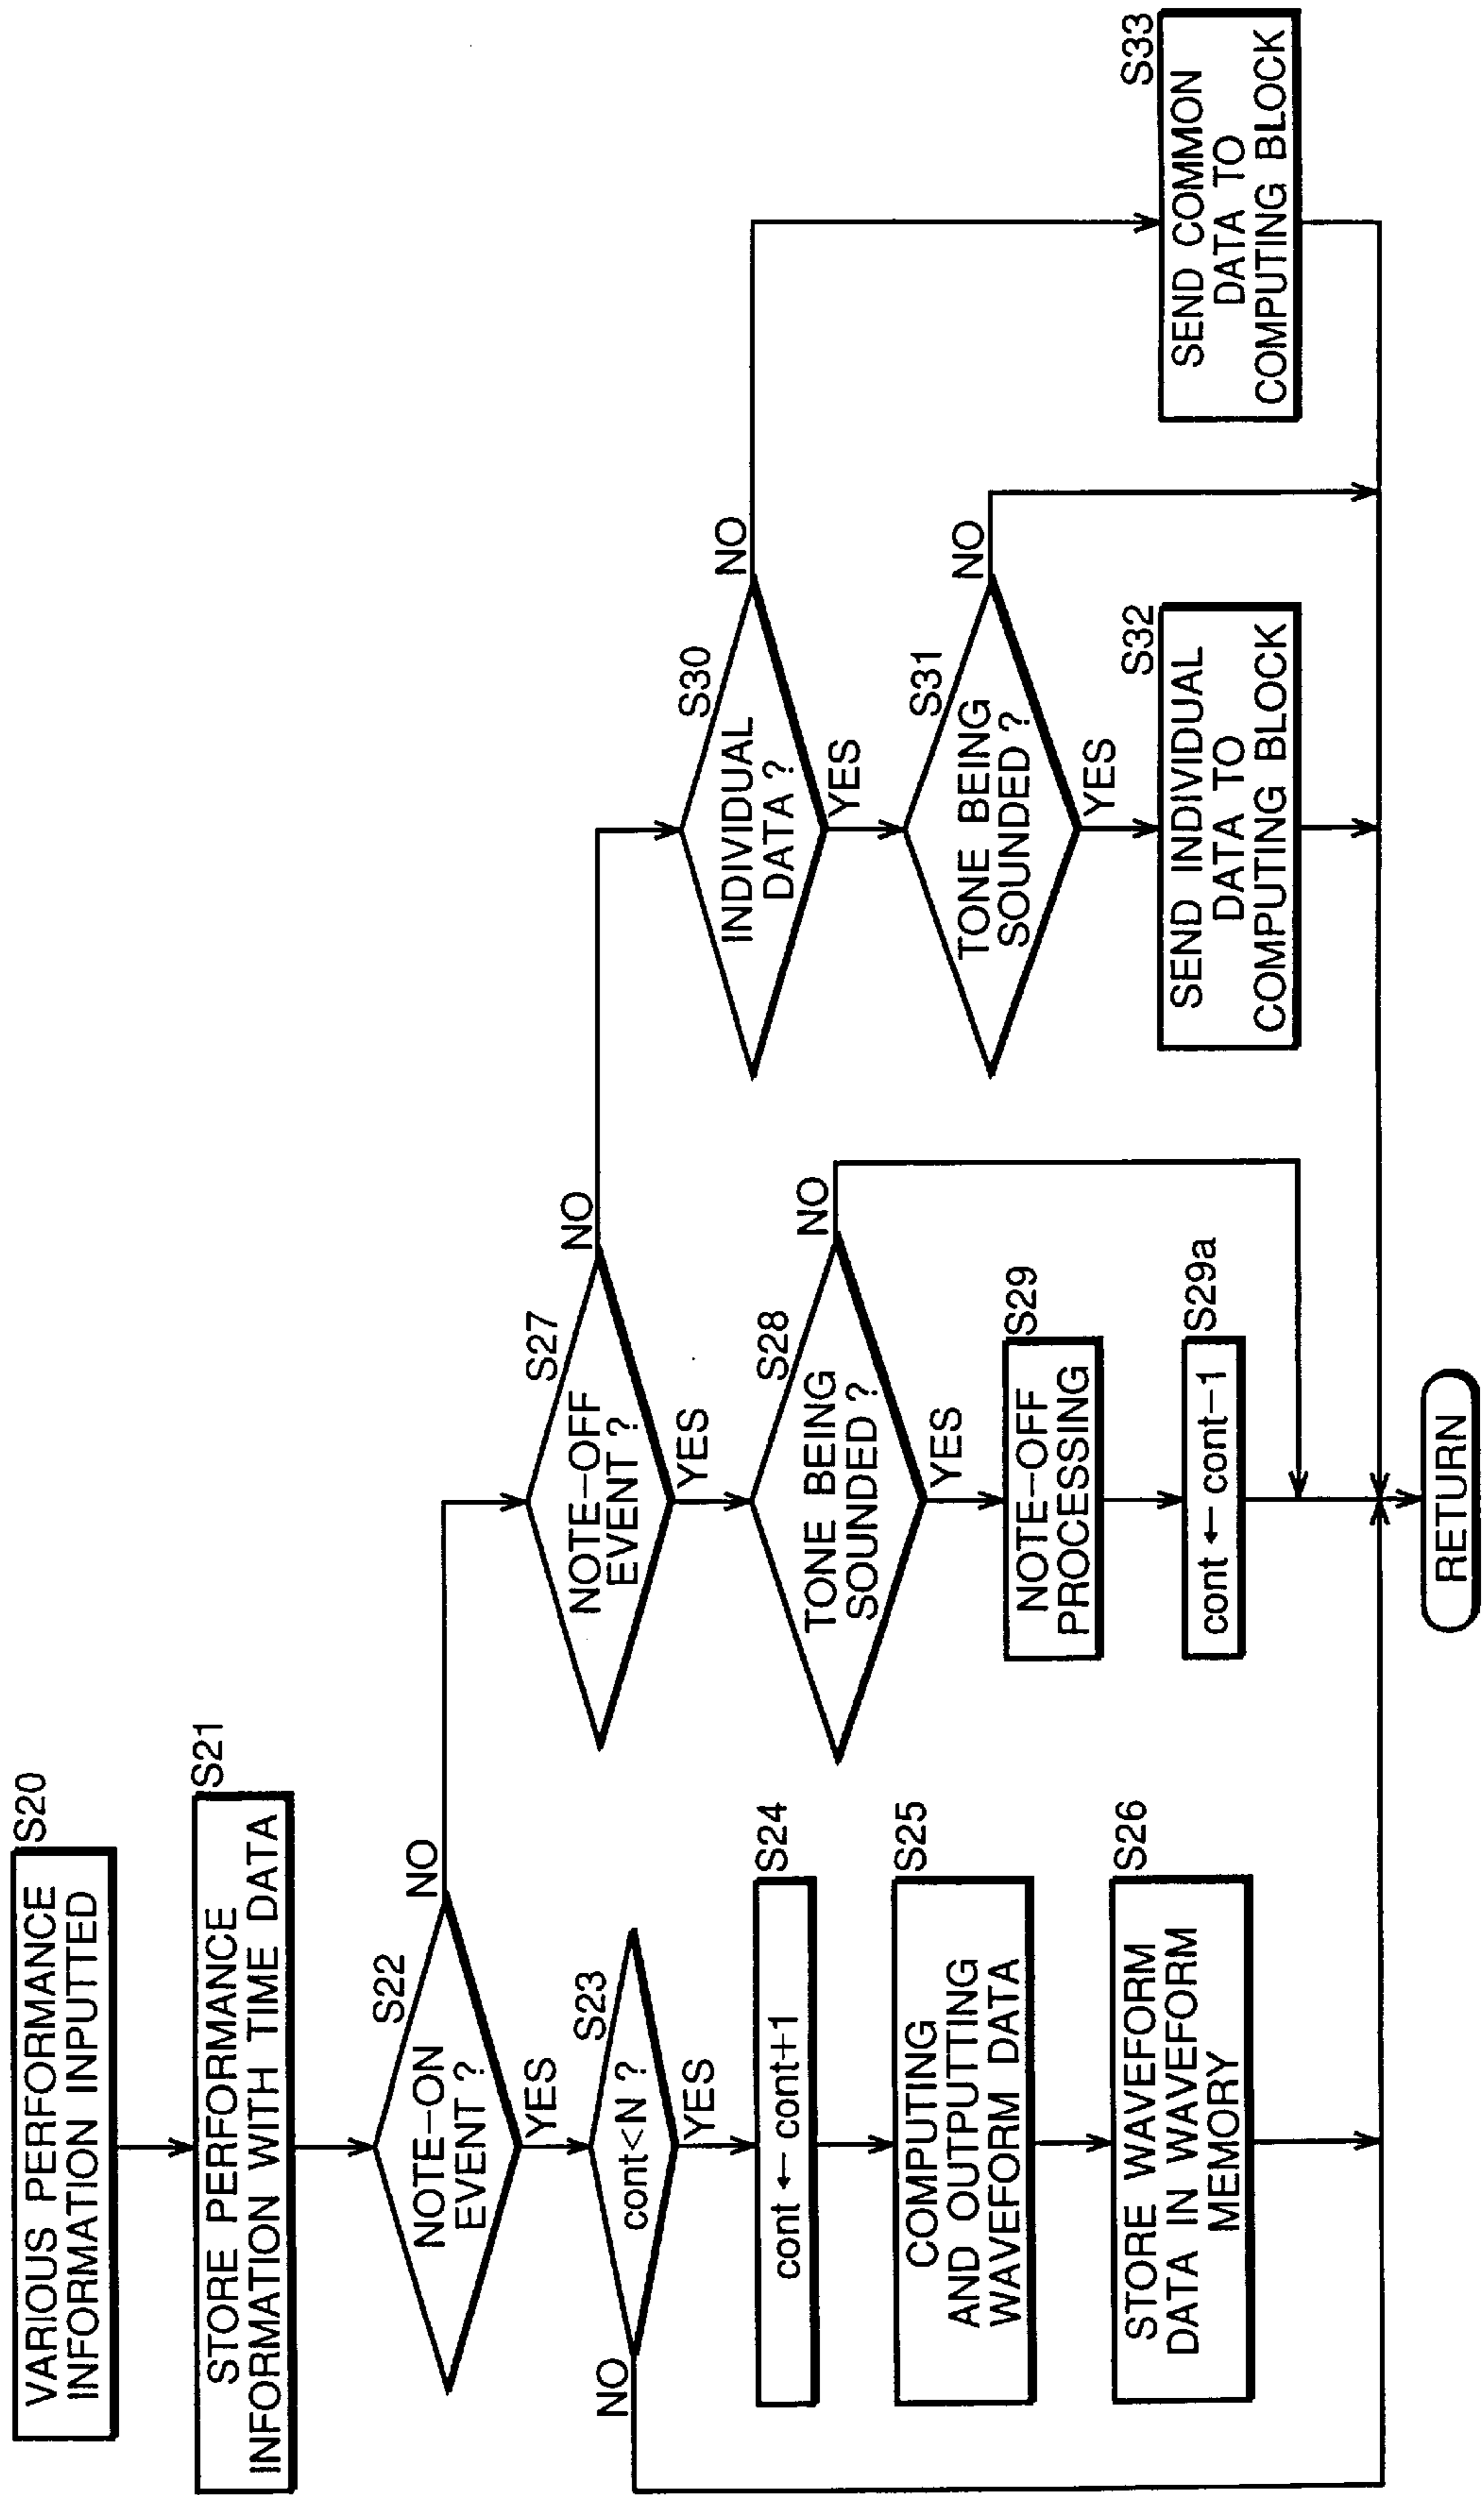 S20
VARIOUS PERFORMANCE
INFORMATION INPUTTED
S21
STORE PERFORMANCE
INFORMATION WITH TIME DATA
S22
NOTE-ON
EVENT ?
NO
YES
S23
cont<N ?
NO
YES
S24
cont ← cont+1
S25
COMPUTING
AND OUTPUTTING
WAVEFORM DATA
S26
STORE WAVEFORM
DATA IN WAVEFORM
MEMORY
S27
NOTE-OFF
EVENT ?
NO
YES
S28
TONE BEING
SOUNDED ?
NO
YES
S29
NOTE-OFF
PROCESSING
S29a
cont ← cont-1
S30
INDIVIDUAL
DATA ?
NO
YES
S31
TONE BEING
SOUNDED ?
NO
YES
S32
SEND INDIVIDUAL
DATA TO
COMPUTING BLOCK
S33
SEND COMMON
DATA TO
COMPUTING BLOCK
RETURN